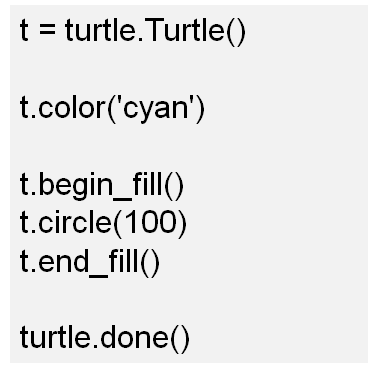 t = turtle.Turtle()
t.color('cyan')
t.begin_fill()
t.circle(100)
t.end_fill()
turtle.done()